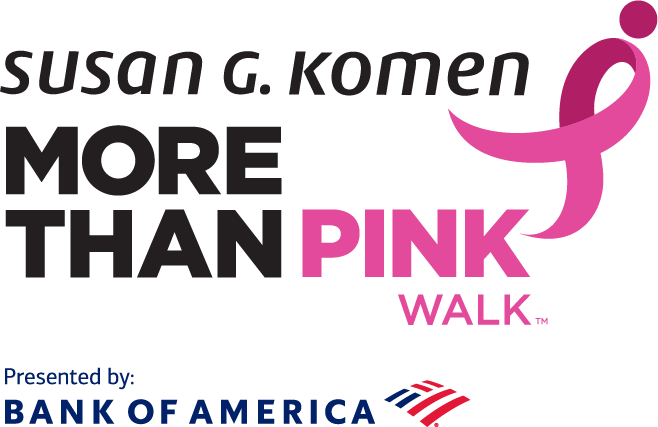 susan G. komen
MORE
THAN PINK
WALK™
Presented by:
BANK OF AMERICA